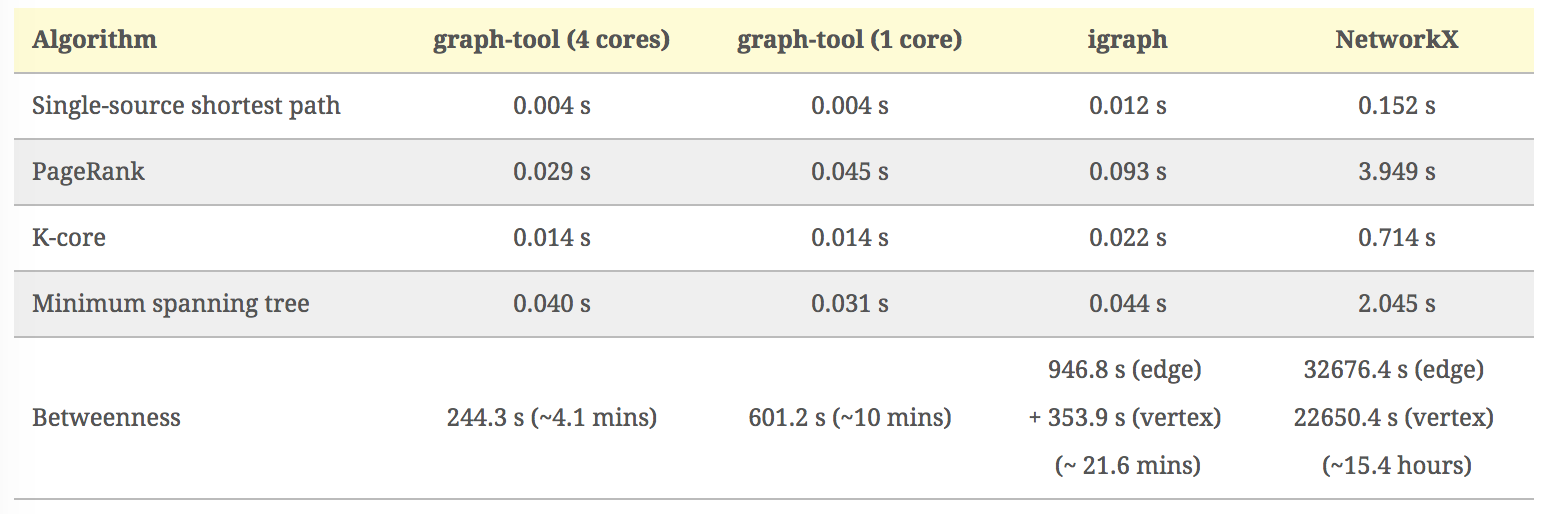 Algorithm graph-tool (4 cores) graph-tool (1 core) igraph NetworkX
Single-source shortest path 0.004 s 0.004 s 0.012 s 0.152 s
PageRank 0.029 s 0.045 s 0.093 s 3.949 s
K-core 0.014 s 0.014 s 0.022 s 0.714 s
Minimum spanning tree 0.040 s 0.031 s 0.044 s 2.045 s
946.8 s (edge) 32676.4 s (edge)
Betweenness 244.3 s (~4.1 mins) 601.2 s (~10 mins) + 353.9 s (vertex) 22650.4 s (vertex)
(~ 21.6 mins) (~15.4 hours)